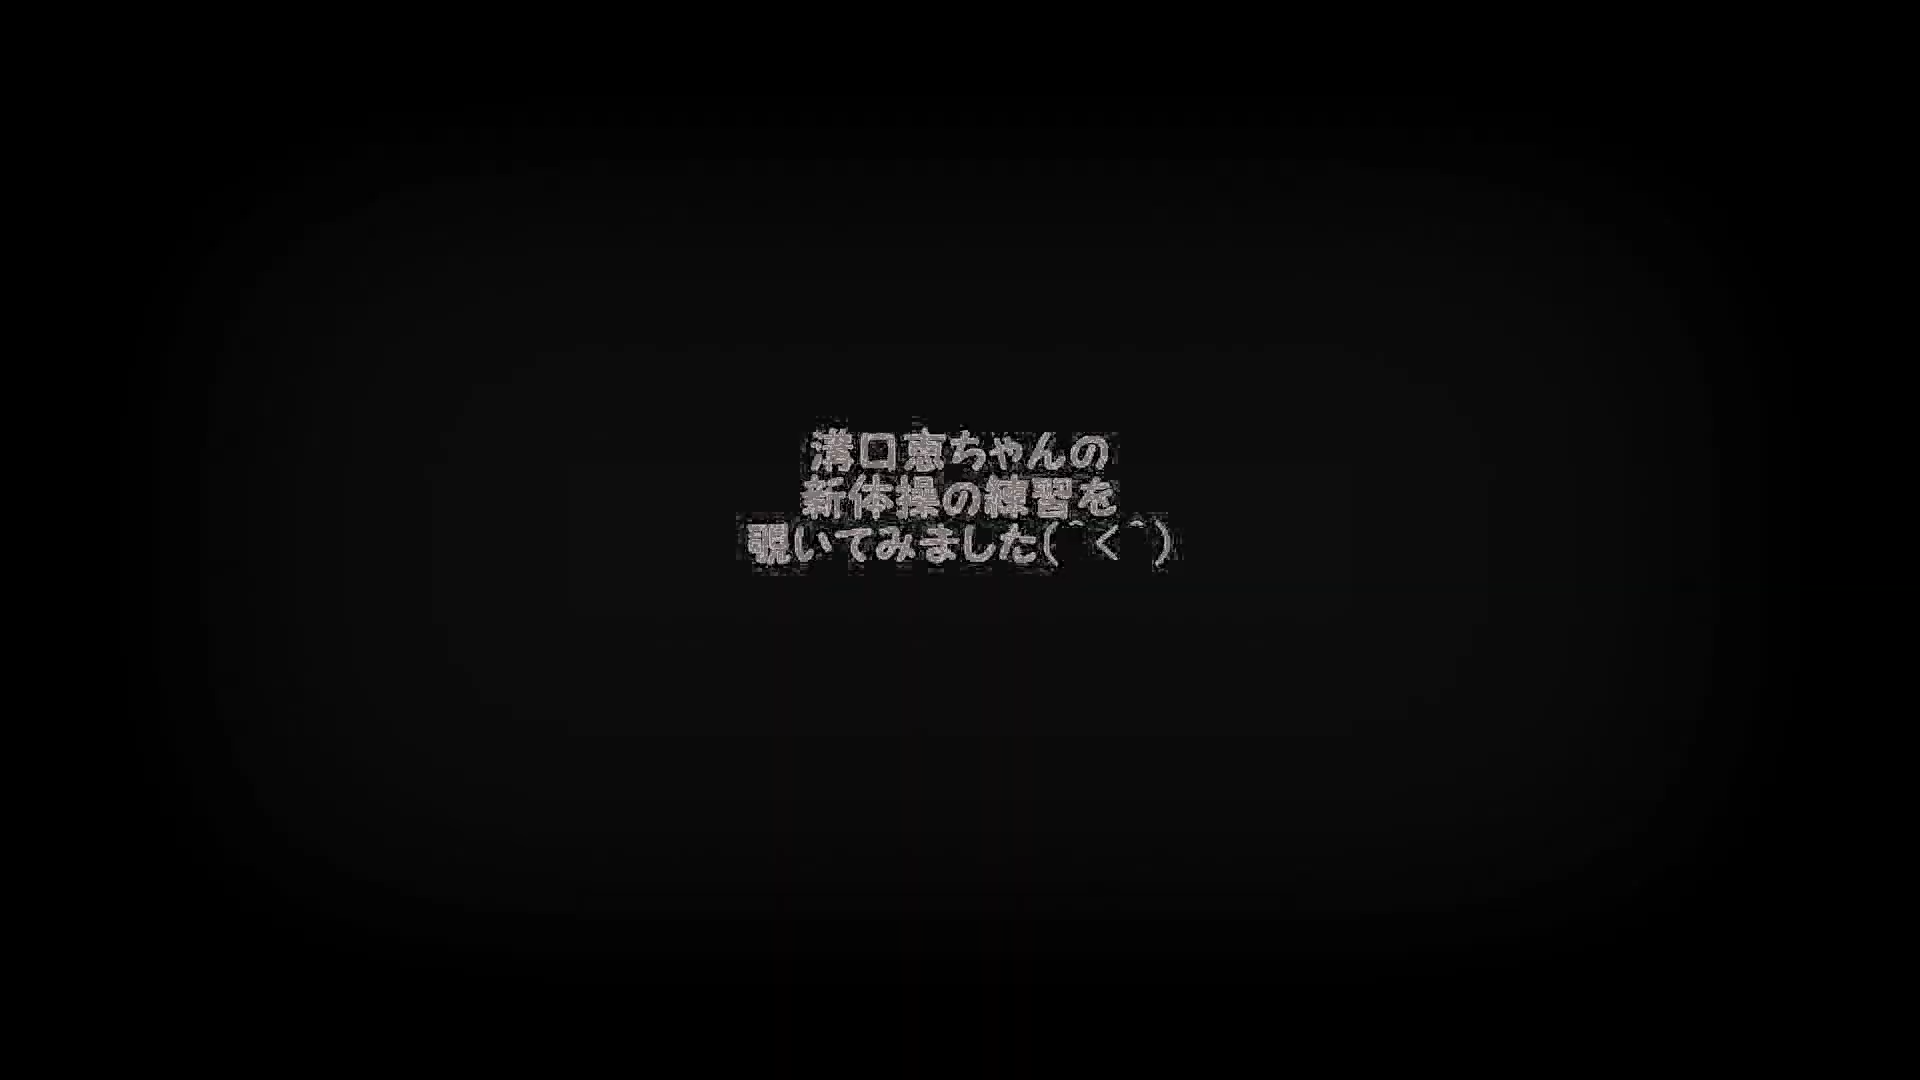 溝口恵ちゃんの
新体操の練習を
覗いてみました(＾＜＾)